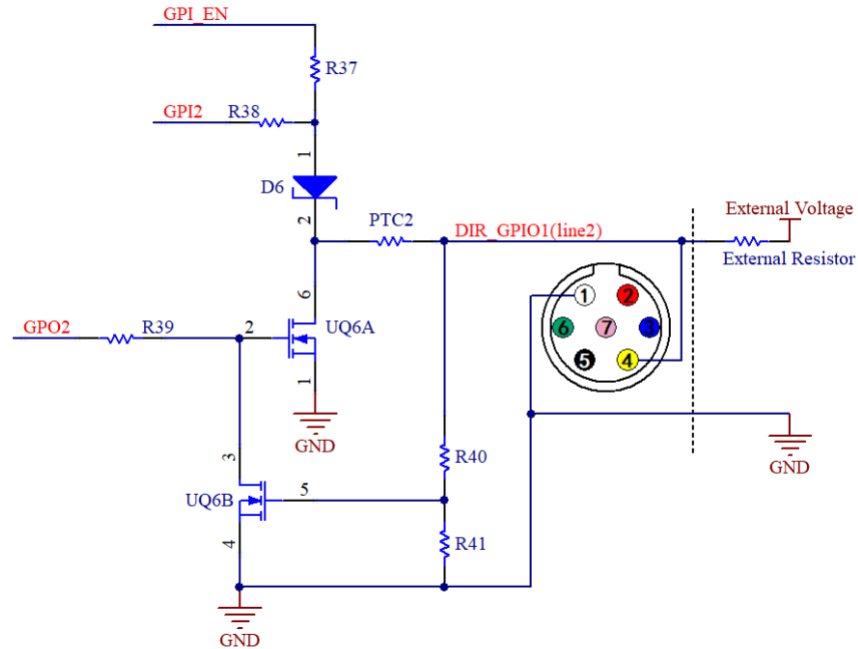 GPI_EN
R37
GPI2
R38
1
D6
2
PTC2
DIR_GPIO1(line2)
External Voltage
External Resistor
6
1
2
6
7
3
5
4
GPO2
R39
2
UQ6A
1
GND
GND
3
R40
UQ6B
5
4
R41
GND